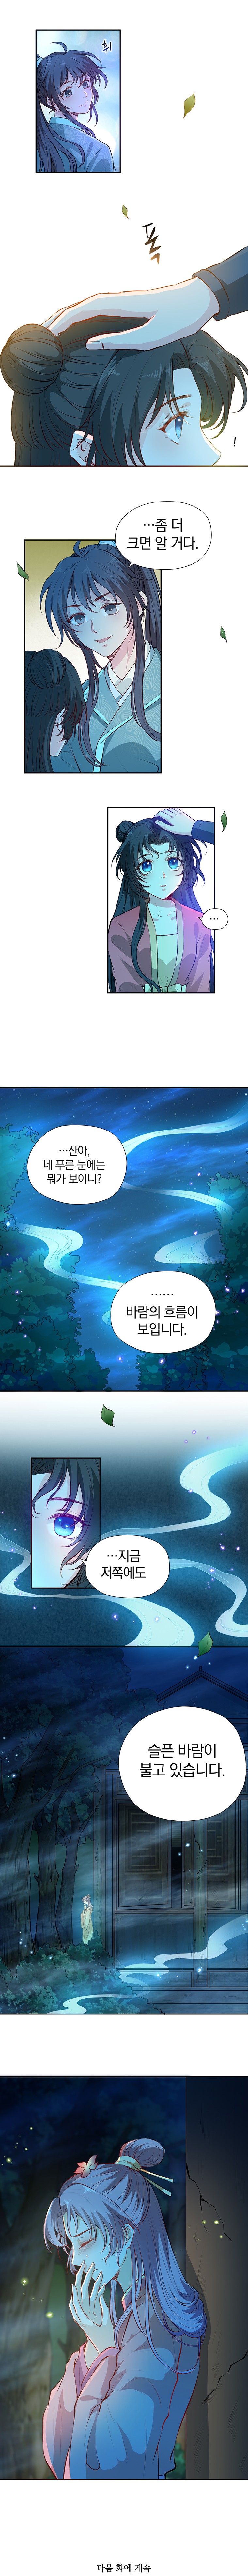 …좀 더
크면 알 거다.
!
…
…산아,
네 푸른 눈에는
뭐가 보이니?
……
바람의 흐름이
보입니다.
…지금
저쪽에도
슬픈 바람이
불고 있습니다.
다음 화에 계속